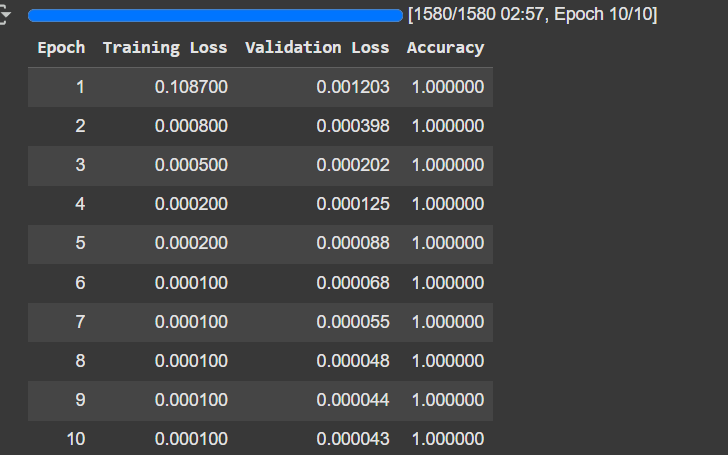 [1580/1580 02:57, Epoch 10/10]
Epoch Training Loss Validation Loss Accuracy
1 0.108700 0.001203 1.000000
2 0.000800 0.000398 1.000000
3 0.000500 0.000202 1.000000
4 0.000200 0.000125 1.000000
5 0.000200 0.000088 1.000000
6 0.000100 0.000068 1.000000
7 0.000100 0.000055 1.000000
8 0.000100 0.000048 1.000000
9 0.000100 0.000044 1.000000
10 0.000100 0.000043 1.000000